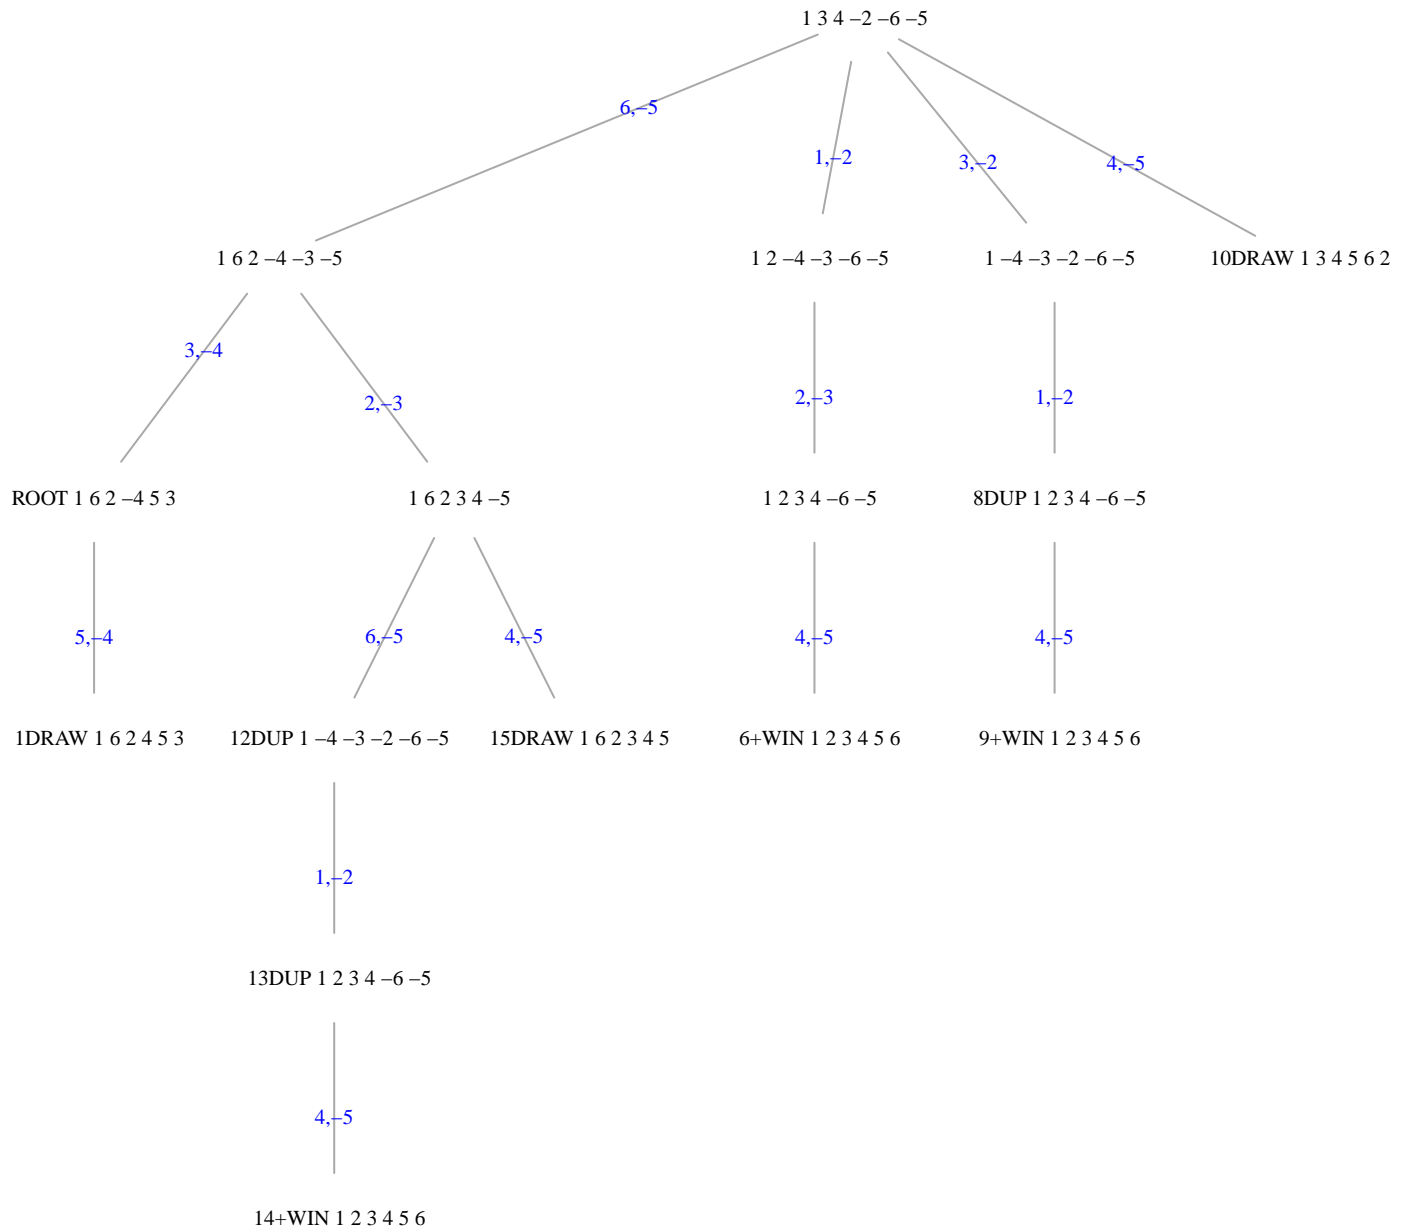 1 3 4 –2 –6 –5
6,–5
1,–2
3,–2
4,–5
1 6 2 –4 –3 –5
1 2 –4 –3 –6 –5
1 –4 –3 –2 –6 –5
10DRAW 1 3 4 5 6 2
3,–4
2,–3
2,–3
1,–2
ROOT 1 6 2 –4 5 3
1 6 2 3 4 –5
1 2 3 4 –6 –5
8DUP 1 2 3 4 –6 –5
5,–4
6,–5
4,–5
4,–5
4,–5
1DRAW 1 6 2 4 5 3
12DUP 1 –4 –3 –2 –6 –5
15DRAW 1 6 2 3 4 5
6+WIN 1 2 3 4 5 6
9+WIN 1 2 3 4 5 6
1,–2
13DUP 1 2 3 4 –6 –5
4,–5
14+WIN 1 2 3 4 5 6